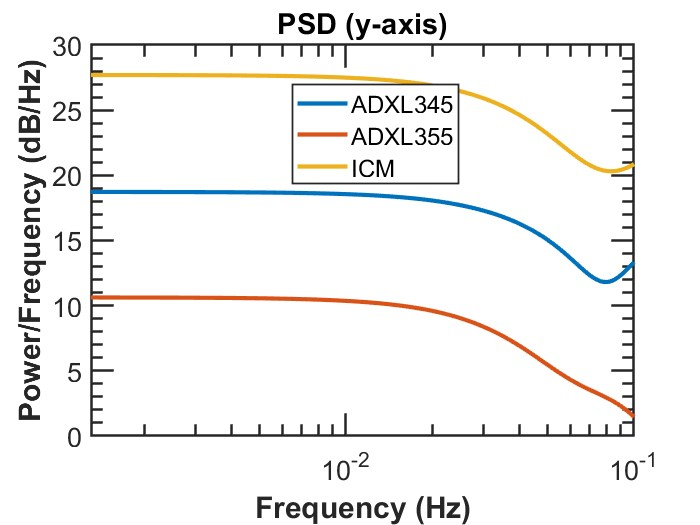 PSD (y-axis)
30
25
20
15
10
5
0
Power/Frequency (dB/Hz)
ADXL345
ADXL355
ICM
10-2
10-1
Frequency (Hz)